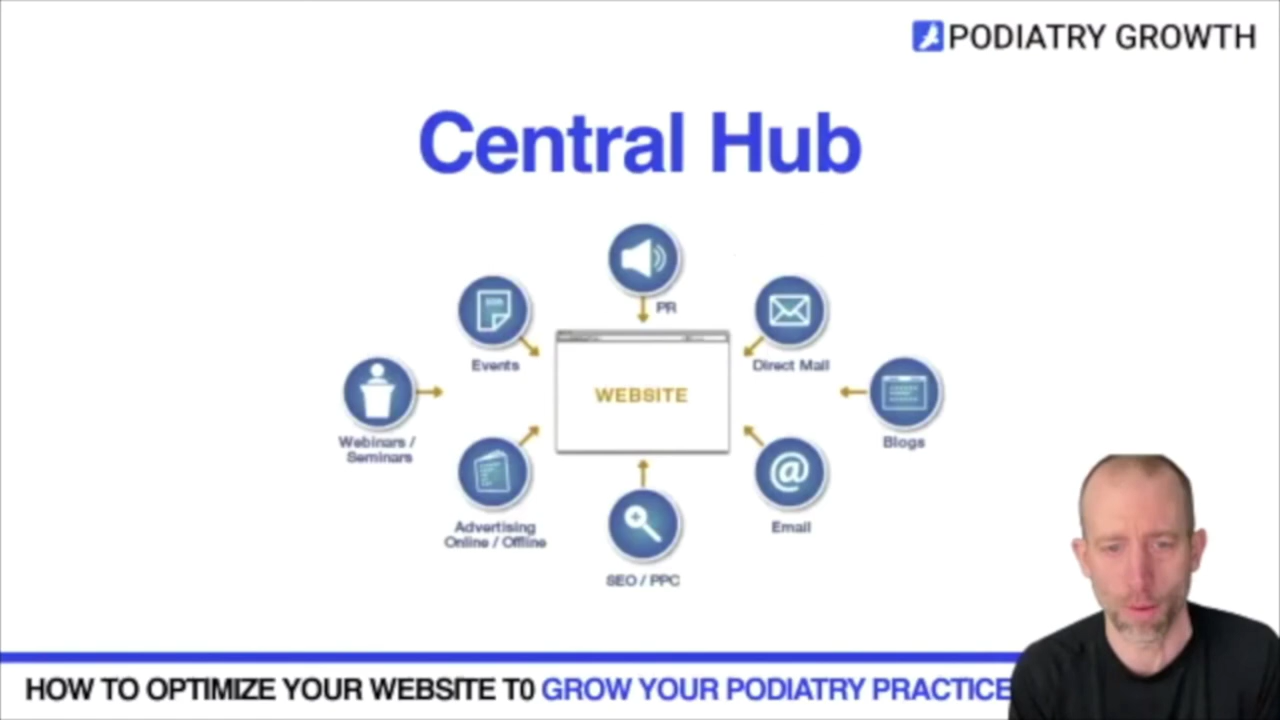 PODIATRY GROWTH
Central Hub
PR
Events
Direct Mail
WEBSITE
Webinars /
Seminars
Blogs
Advertising
Online / Offline
Email
SEO / PPC
HOW TO OPTIMIZE YOUR WEBSITE T0 GROW YOUR PODIATRY PRACTICE